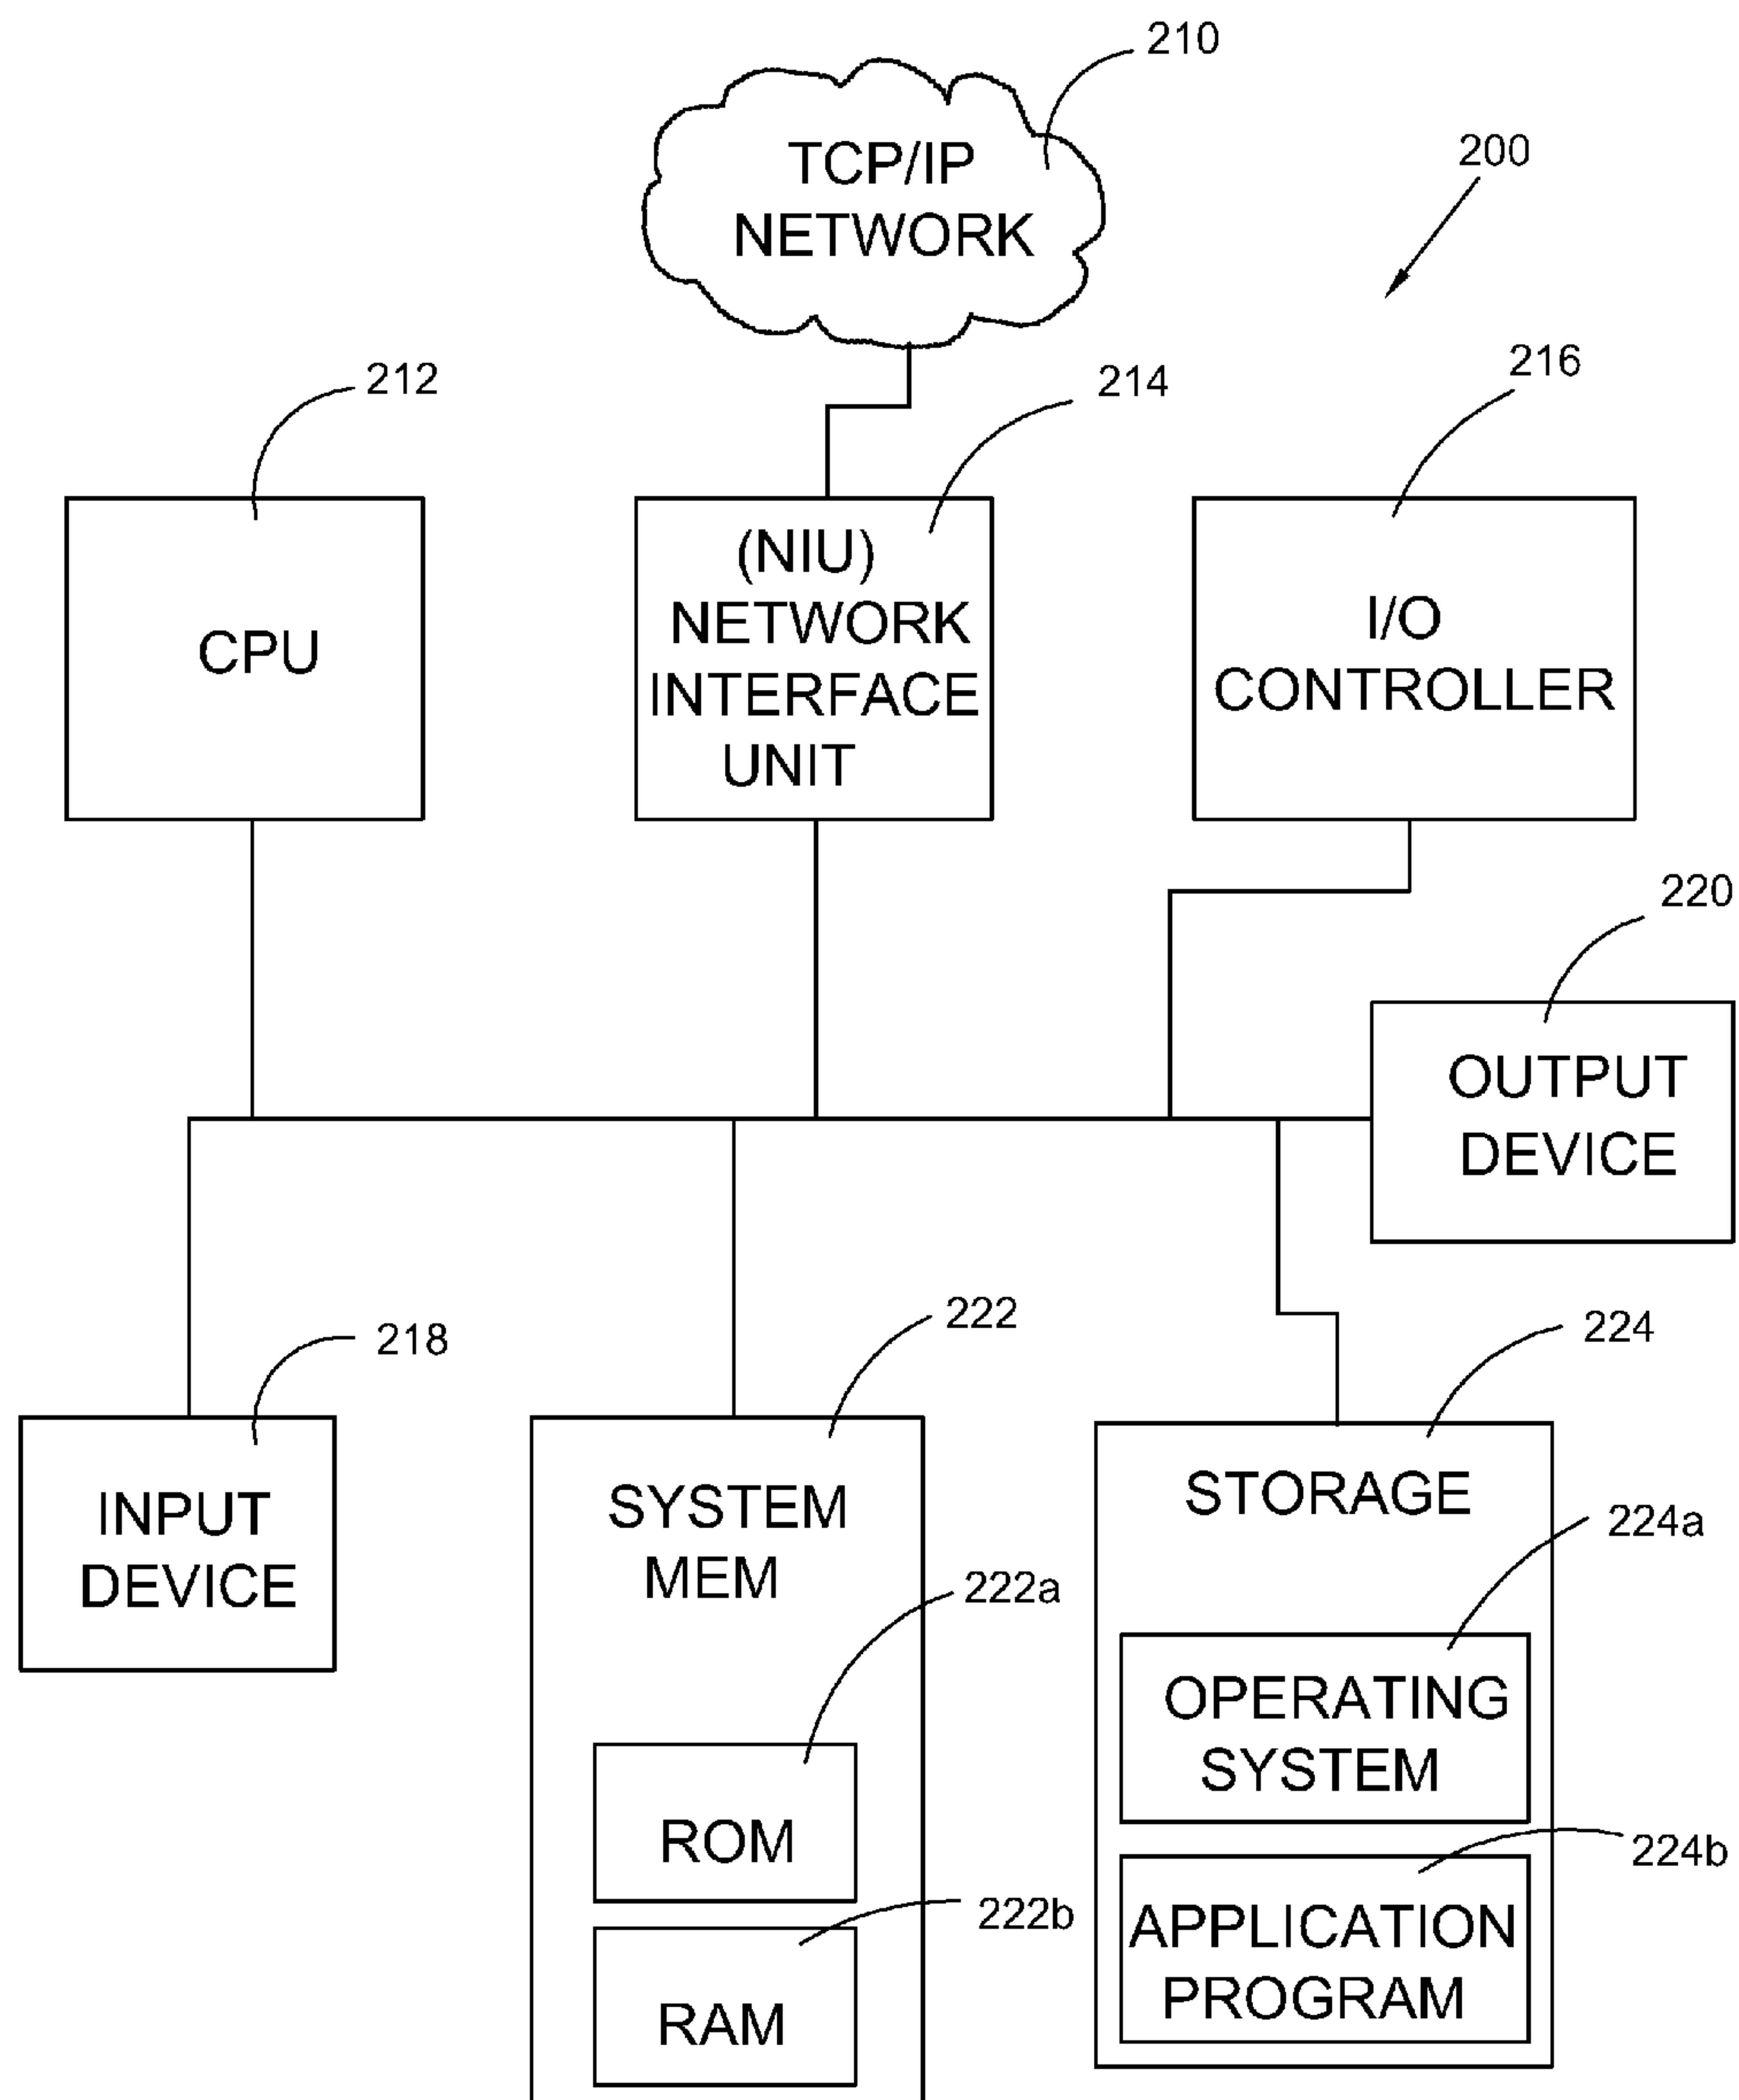 210
TCP/IP
NETWORK
200
212
214
216
(NIU)
NETWORK
INTERFACE
UNIT
CPU
I/O
CONTROLLER
220
OUTPUT
DEVICE
218
222
224
INPUT
DEVICE
SYSTEM
MEM
STORAGE
222a
224a
OPERATING
SYSTEM
ROM
224b
222b
APPLICATION
PROGRAM
RAM